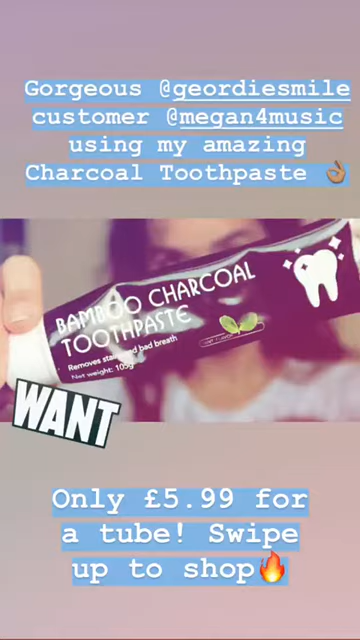 Gorgeous @geordiesmile
customer @megan4music
using my amazing
Charcoal Toothpaste 👌🏽
BAMBOO CHARCOAL
TOOTHPASTE
Removes stains and bad breath
Net weight: 105g
WANT
Only £5.99 for
a tube! Swipe
up to shop🔥